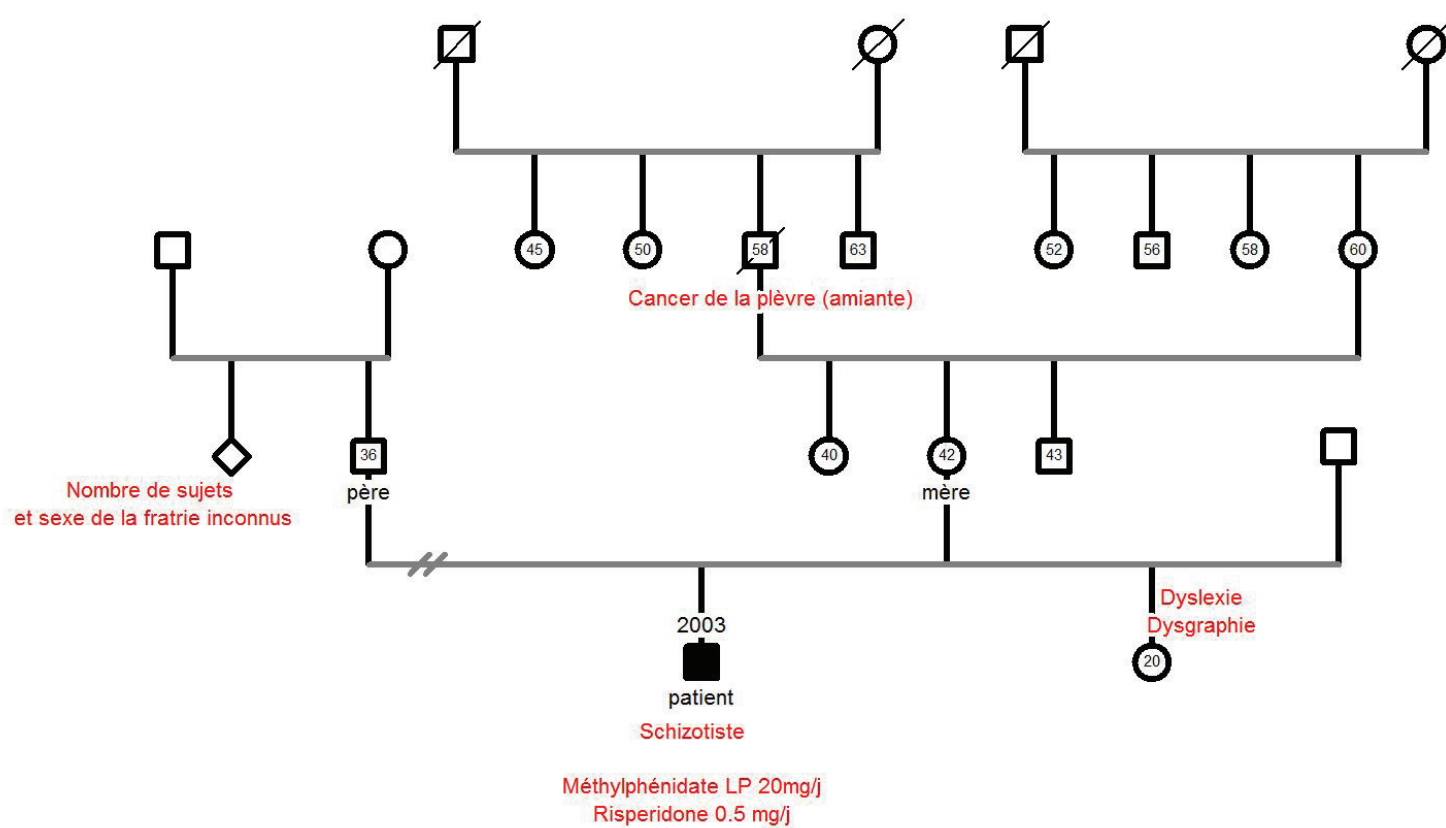 45
50
58
63
52
56
58
60
Cancer de la plèvre (amiante)
36
40
42
43
père
mère
Nombre de sujets
et sexe de la fratrie inconnus
Dyslexie
Dysgraphie
2003
20
patient
Schizotiste
Méthylphénidate LP 20mg/j
Risperidone 0.5 mg/j